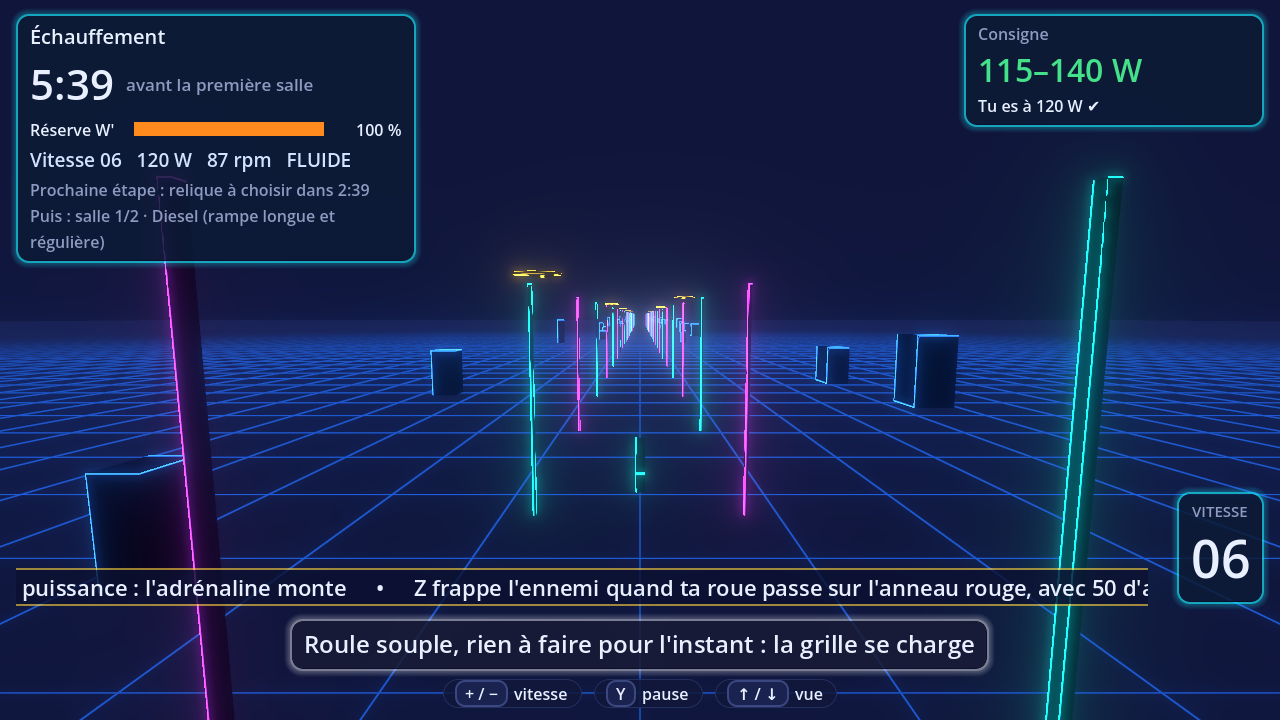 Échauffement
5:39 avant la première salle
Réserve W' 100 %
Vitesse 06 120 W 87 rpm FLUIDE
Prochaine étape : relique à choisir dans 2:39
Puis : salle 1/2 · Diesel (rampe longue et
régulière)
Consigne
115–140 W
Tu es à 120 W ✔
VITESSE
06
puissance : l'adrénaline monte • Z frappe l'ennemi quand ta roue passe sur l'anneau rouge, avec 50 d'a
Roule souple, rien à faire pour l'instant : la grille se charge
+ / − vitesse Y pause ↑ / ↓ vue